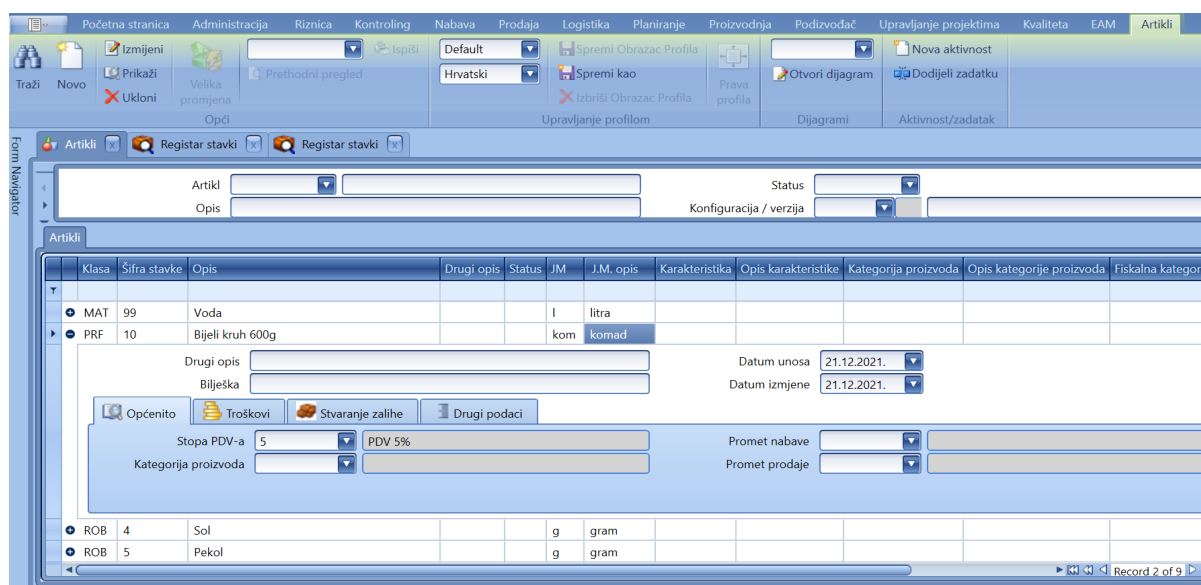 Početna stranica Administracija Riznica Kontroling Nabava Prodaja Logistika Planiranje Proizvodnja Podizvođač Upravljanje projektima Kvaliteta EAM Artikli
Traži Novo Izmijeni Prikaži Ukloni Velika promjena Ispiši Prethodni pregled
Opći
Default Hrvatski Spremi Obrazac Profila Spremi kao Izbriši Obrazac Profila Prava profila
Upravljanje profilom
Otvori dijagram
Dijagrami
Nova aktivnost Dodijeli zadatku
Aktivnost/zadatak
Form Navigator
Artikli x Registar stavki x Registar stavki x
Artikl Status
Opis Konfiguracija / verzija
Artikli
Klasa Šifra stavke Opis Drugi opis Status JM J.M. opis Karakteristika Opis karakteristike Kategorija proizvoda Opis kategorije proizvoda Fiskalna kategor
MAT 99 Voda l litra
PRF 10 Bijeli kruh 600g kom komad
Drugi opis Datum unosa 21.12.2021.
Bilješka Datum izmjene 21.12.2021.
Općenito Troškovi Stvaranje zalihe Drugi podaci
Stopa PDV-a 5 PDV 5% Promet nabave
Kategorija proizvoda Promet prodaje
ROB 4 Sol g gram
ROB 5 Pekol g gram
Record 2 of 9